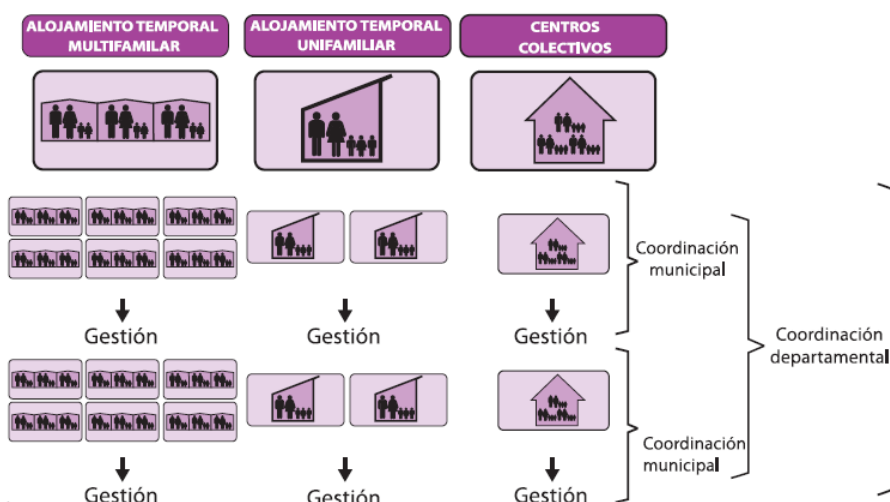 ALOJAMIENTO TEMPORAL
MULTIFAMILAR
ALOJAMIENTO TEMPORAL
UNIFAMILIAR
CENTROS
COLECTIVOS
Coordinación
municipal
Gestión
Gestión
Gestión
Coordinación
departamental
Coordinación
municipal
Gestión
Gestión
Gestión